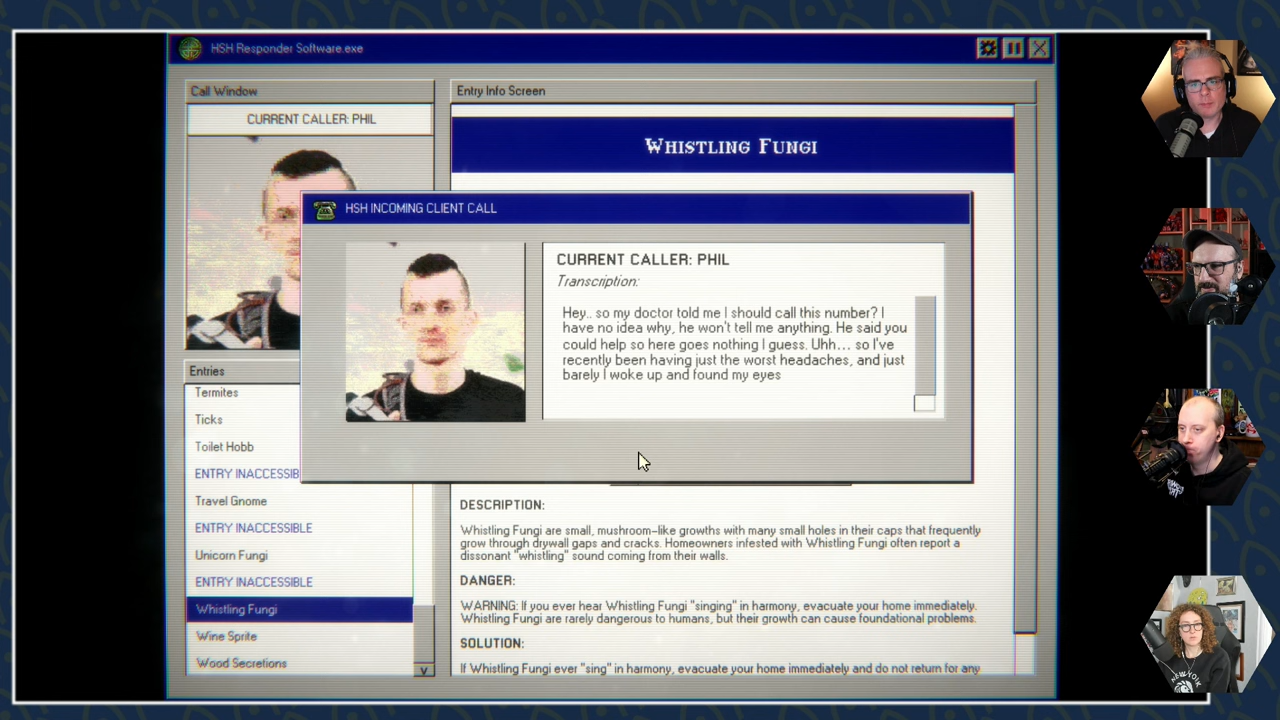 HSH Responder Software.exe
Call Window
CURRENT CALLER: PHIL
Entries
Termites
Ticks
Toilet Hobb
ENTRY INACCESSIB
Travel Gnome
ENTRY INACCESSIBLE
Unicorn Fungi
ENTRY INACCESSIBLE
Whistling Fungi
Wine Sprite
Wood Secretions
V
Entry Info Screen
Whistling Fungi
HSH INCOMING CLIENT CALL
CURRENT CALLER: PHIL
Transcription:
Hey.. so my doctor told me I should call this number? I
have no idea why, he won't tell me anything. He said you
could help so here goes nothing I guess. Uhh... so I've
recently been having just the worst headaches, and just
barely I woke up and found my eyes
DESCRIPTION:
Whistling Fungi are small, mushroom-like growths with many small holes in their caps that frequently
grow through drywall gaps and cracks. Homeowners infested with Whistling Fungi often report a
dissonant "whistling" sound coming from their walls.
DANGER:
WARNING: If you ever hear Whistling Fungi "singing" in harmony, evacuate your home immediately.
Whistling Fungi are rarely dangerous to humans, but their growth can cause foundational problems.
SOLUTION:
If Whistling Fungi ever "sing" in harmony, evacuate your home immediately and do not return for any